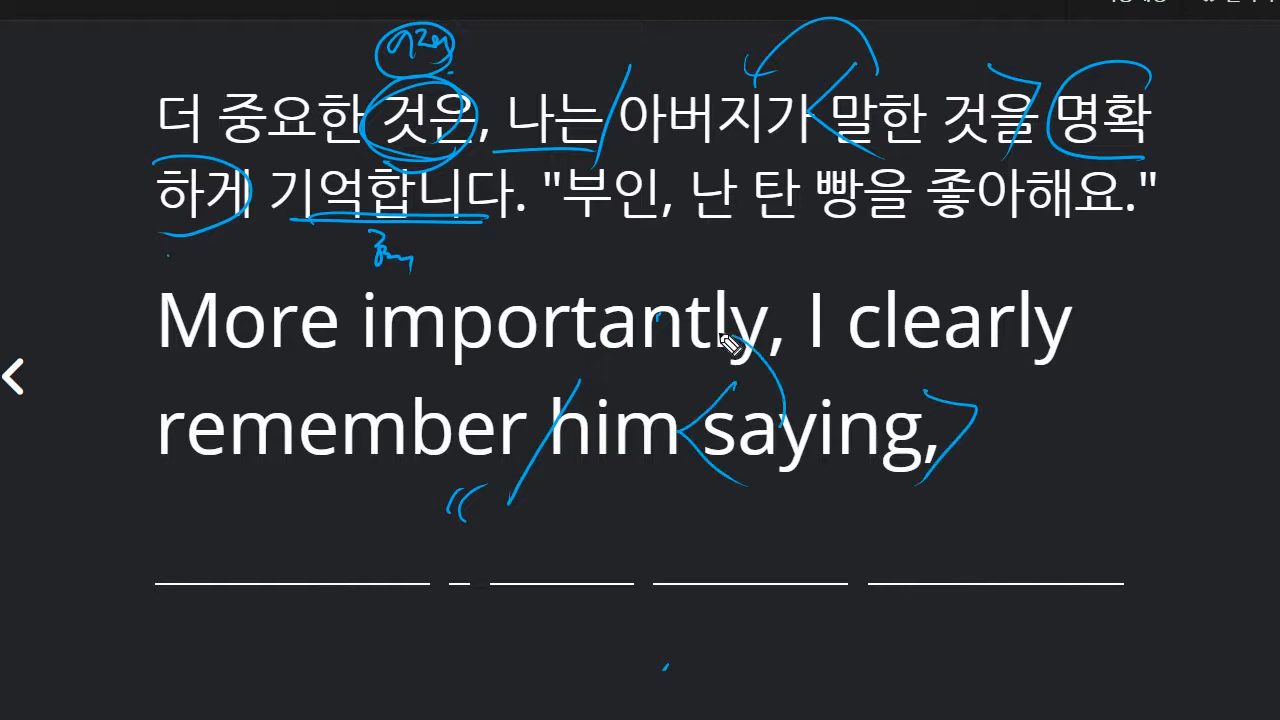 더 중요한 것은, 나는 아버지가 말한 것을 명확
하게 기억합니다. "부인, 난 탄 빵을 좋아해요."
More importantly, I clearly
remember him saying,